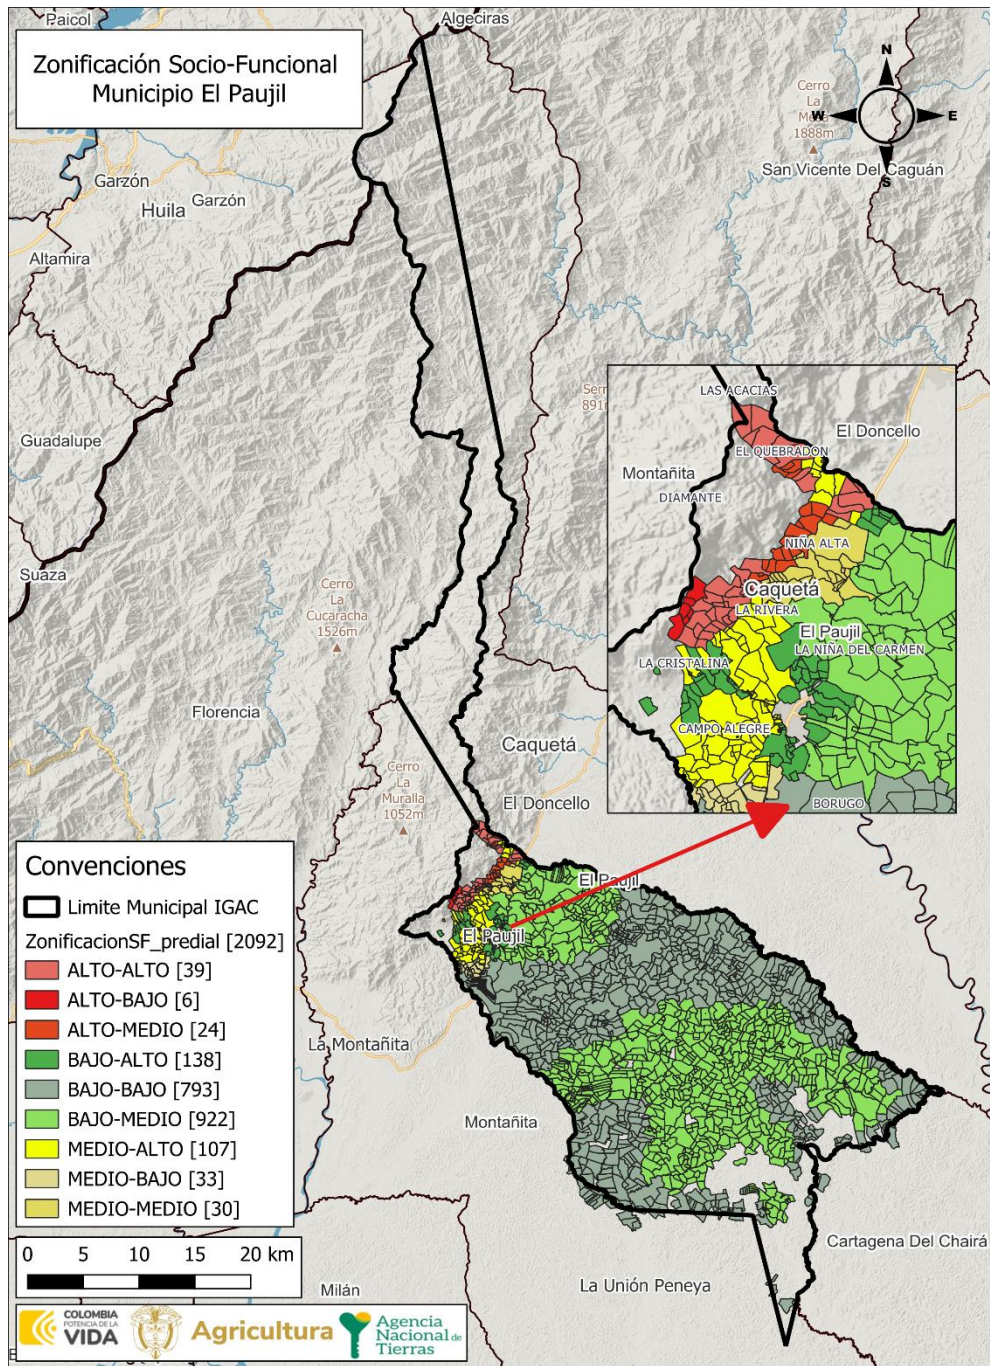 Paicol
Algeciras
Zonificación Socio-Funcional
Municipio El Paujil
N
W
E
S
Cerro
La
1888m
San Vicente Del Caguán
Garzón
Garzón
Huila
Altamira
Guadalupe
Suaza
891
Cerro
La
Cucaracha
1526m
Florencia
Caquetá
Cerro
La
Muralla
1052m
El Doncello
LAS ACACIAS
El Doncello
EL QUEBRADON
Montañita
DIAMANTE
NIÑA ALTA
Caquetá
LA RIVERA
El Paujil
LA NIÑA DEL CARMEN
LA CRISTALINA
CAMPO ALEGRE
BORUGO
El Paujil
El Paujil
La Montañita
Montañita
Cartagena Del Chairá
La Unión Peneya
Milán
Convenciones
Limite Municipal IGAC
ZonificacionSF_predial [2092]
ALTO-ALTO [39]
ALTO-BAJO [6]
ALTO-MEDIO [24]
BAJO-ALTO [138]
BAJO-BAJO [793]
BAJO-MEDIO [922]
MEDIO-ALTO [107]
MEDIO-BAJO [33]
MEDIO-MEDIO [30]
0 5 10 15 20 km
COLOMBIA
POTENCIA DE LA
VIDA
Agricultura
Agencia
Nacional de
Tierras